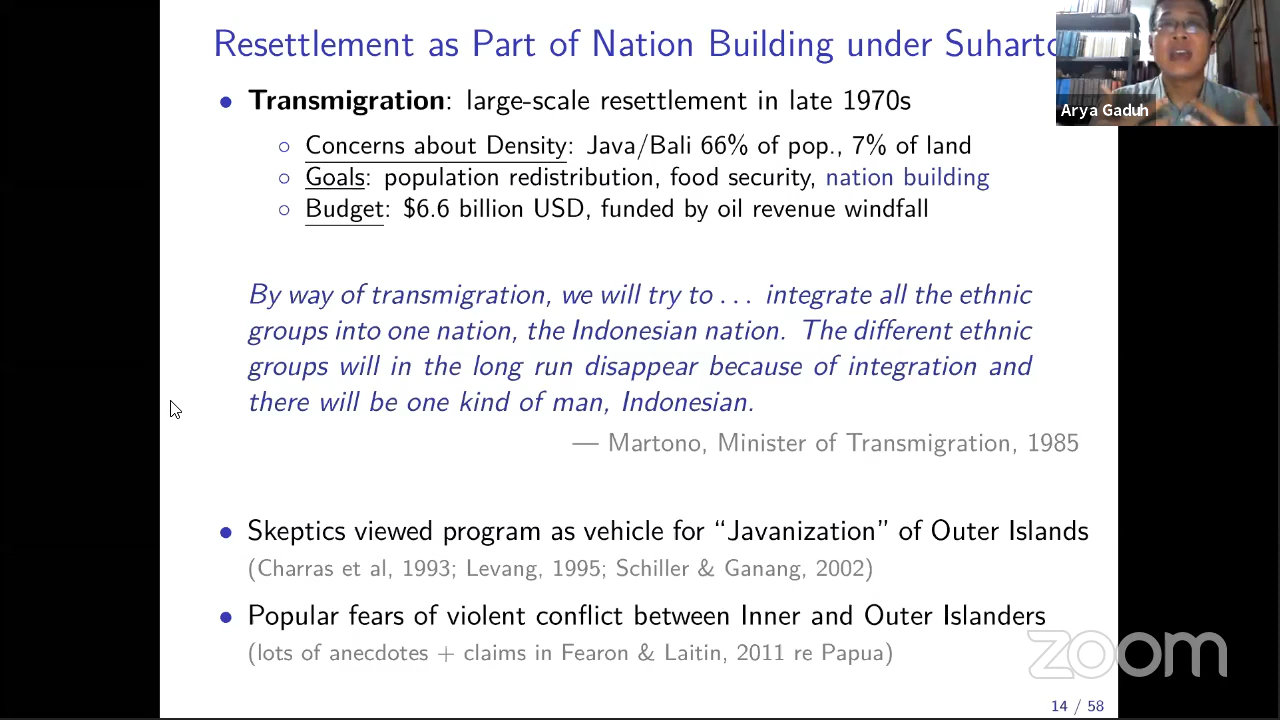 Resettlement as Part of Nation Building under Suharto
Arya Gaduh
• Transmigration: large-scale resettlement in late 1970s
○ Concerns about Density: Java/Bali 66% of pop., 7% of land
○ Goals: population redistribution, food security, nation building
○ Budget: $6.6 billion USD, funded by oil revenue windfall
By way of transmigration, we will try to . . . integrate all the ethnic
groups into one nation, the Indonesian nation. The different ethnic
groups will in the long run disappear because of integration and
there will be one kind of man, Indonesian.
— Martono, Minister of Transmigration, 1985
• Skeptics viewed program as vehicle for “Javanization” of Outer Islands
(Charras et al, 1993; Levang, 1995; Schiller & Ganang, 2002)
• Popular fears of violent conflict between Inner and Outer Islanders
(lots of anecdotes + claims in Fearon & Laitin, 2011 re Papua)
zoom
14 / 58